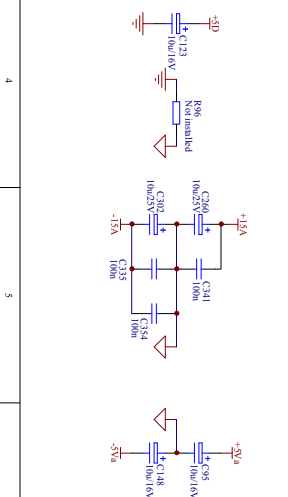 +5D
C123
10u/16V
R96
Not installed
4
+15A
C260
10u/25V
C302
10u/25V
-15A
C341
100n
C335
100n
C354
100n
5
+5Va
C95
10u/16V
C148
10u/16V
-5Va